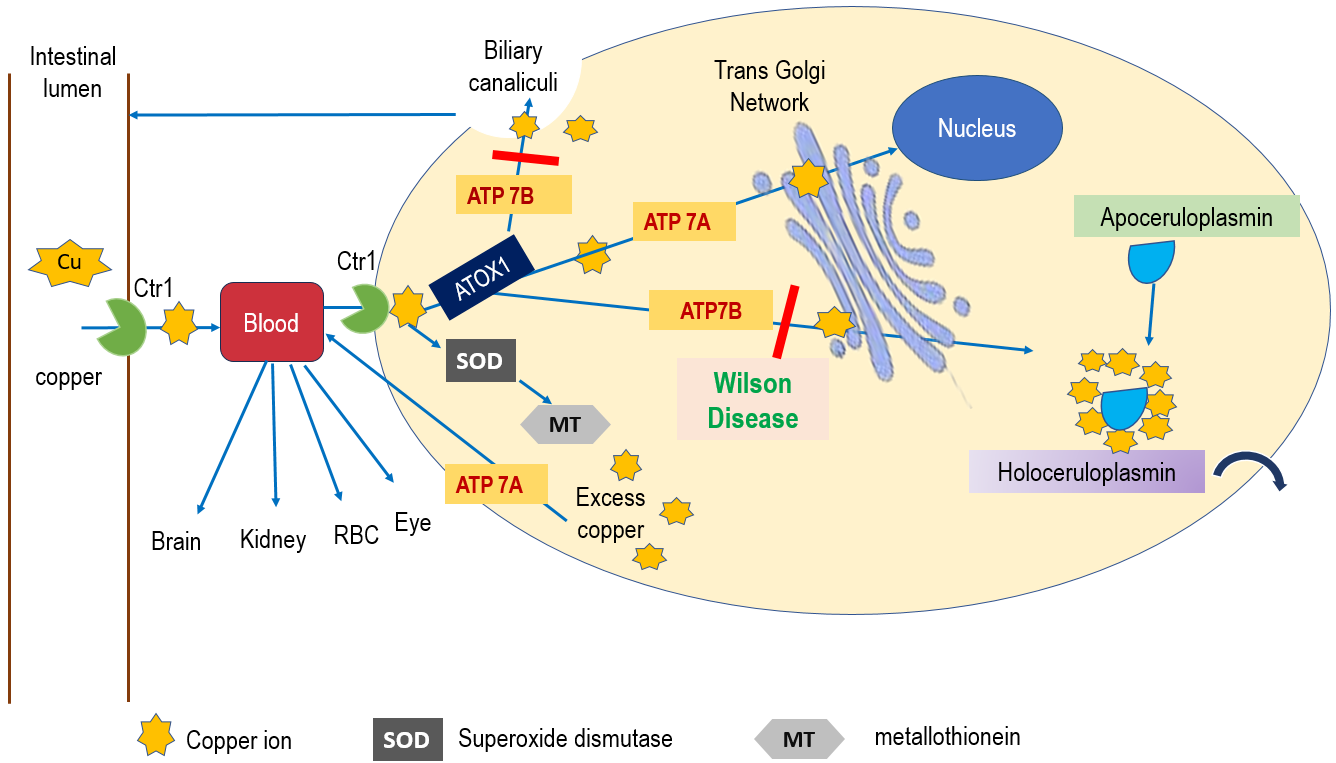 Intestinal
lumen
Biliary
canaliculi
Trans Golgi
Network
Nucleus
ATP 7B
ATP 7A
Apoceruloplasmin
Cu
Ctr1
Ctr1
ATOX1
Blood
ATP7B
copper
SOD
Wilson
Disease
MT
Holoceruloplasmin
ATP 7A
Excess
copper
Brain
Kidney
RBC
Eye
Copper ion
SOD
Superoxide dismutase
MT
metallothionein